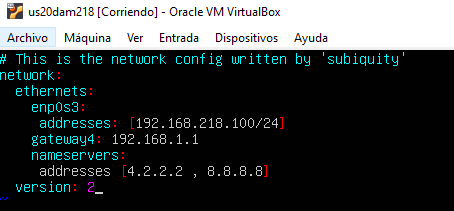 us20dam218 [Corriendo] - Oracle VM VirtualBox
Archivo Máquina Ver Entrada Dispositivos Ayuda
# This is the network config written by 'subiquity'
network:
  ethernets:
    enp0s3:
     addresses: [192.168.218.100/24]
    gateway4: 192.168.1.1
    nameservers:
     addresses [4.2.2.2 , 8.8.8.8]
  version: 2
~